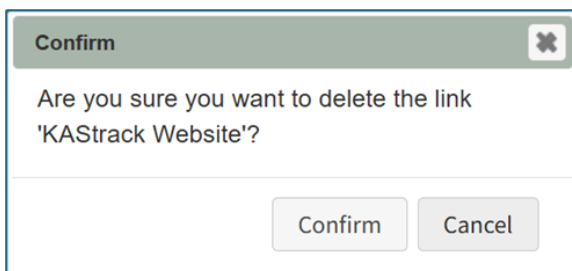 Confirm
Are you sure you want to delete the link
'KAStrack Website'?
Confirm
Cancel